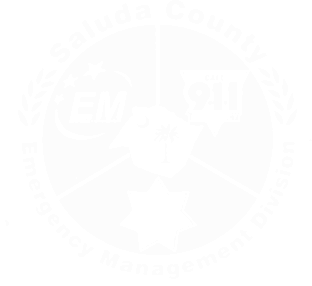 Saluda County
EM
911
Emergency Management Division